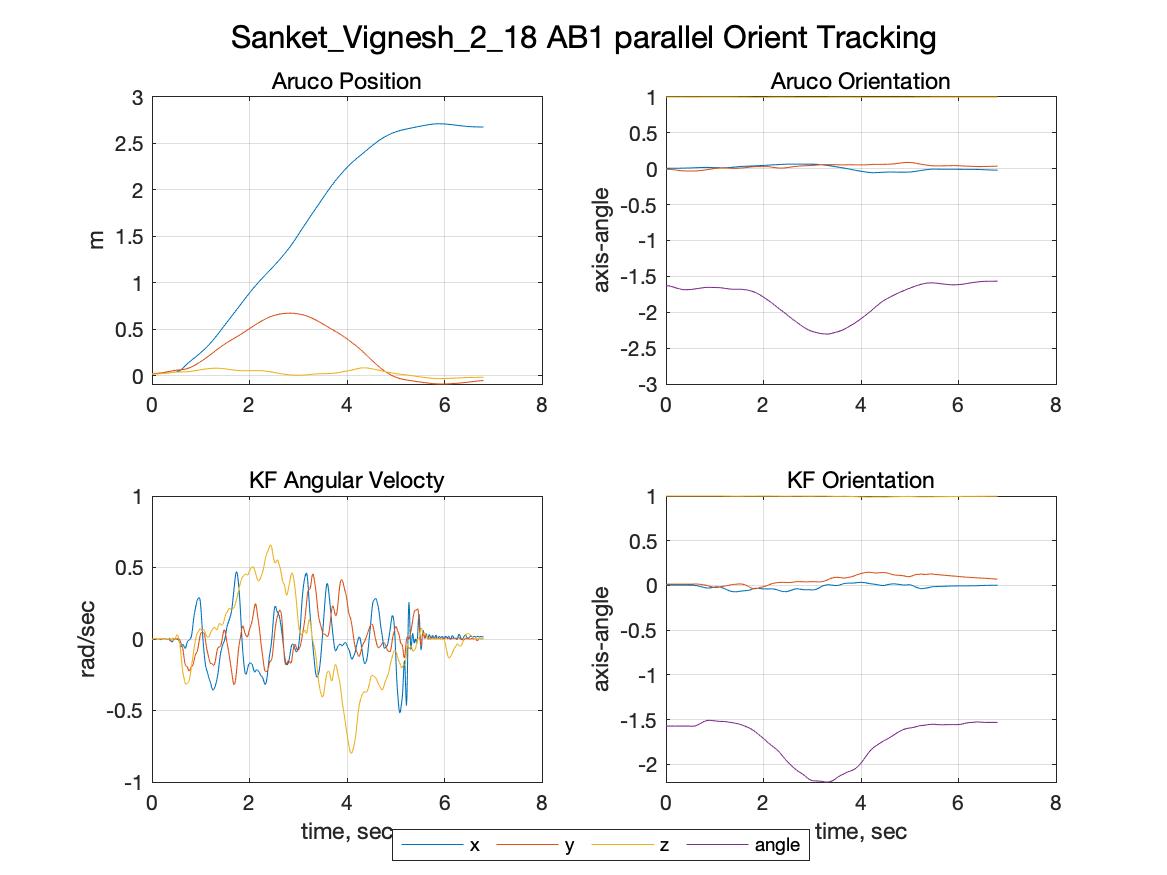 Sanket_Vignesh_2_18 AB1 parallel Orient Tracking
Aruco Position
3
2.5
2
1.5
1
0.5
0
m
0 2 4 6 8
Aruco Orientation
1
0.5
0
-0.5
-1
-1.5
-2
-2.5
-3
axis-angle
0 2 4 6 8
KF Angular Velocty
1
0.5
0
-0.5
-1
rad/sec
0 2 4 6 8
time, sec
KF Orientation
1
0.5
0
-0.5
-1
-1.5
-2
axis-angle
0 2 4 6 8
time, sec
x y z angle